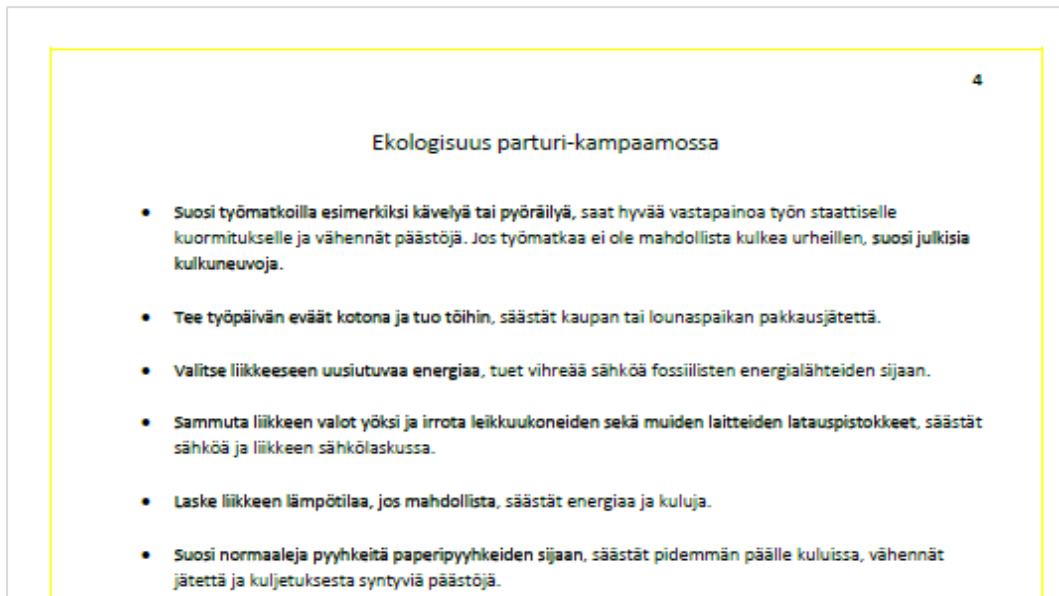 4
Ekologisuus parturi-kampaamossa
• Suosi työmatkoilla esimerkiksi kävelyä tai pyöräilyä, saat hyvää vastapainoa työn staattiselle
kuormitukselle ja vähennät päästöjä. Jos työmatkaa ei ole mahdollista kulkea urheillen, suosi julkisia
kulkuneuvoja.
• Tee työpäivän eväät kotona ja tuo töihin, säästät kaupan tai lounaspaikan pakkausjätettä.
• Valitse liikkeeseen uusiutuvaa energiaa, tuet vihreää sähköä fossiilisten energialähteiden sijaan.
• Sammuta liikkeen valot yöksi ja irrota leikkuukoneiden sekä muiden laitteiden latauspistokkeet, säästät
sähköä ja liikkeen sähkölaskussa.
• Laske liikkeen lämpötilaa, jos mahdollista, säästät energiaa ja kuluja.
• Suosi normaaleja pyyhkeitä paperipyyhkeiden sijaan, säästät pidemmän päälle kuluissa, vähennät
jätettä ja kuljetuksesta syntyviä päästöjä.